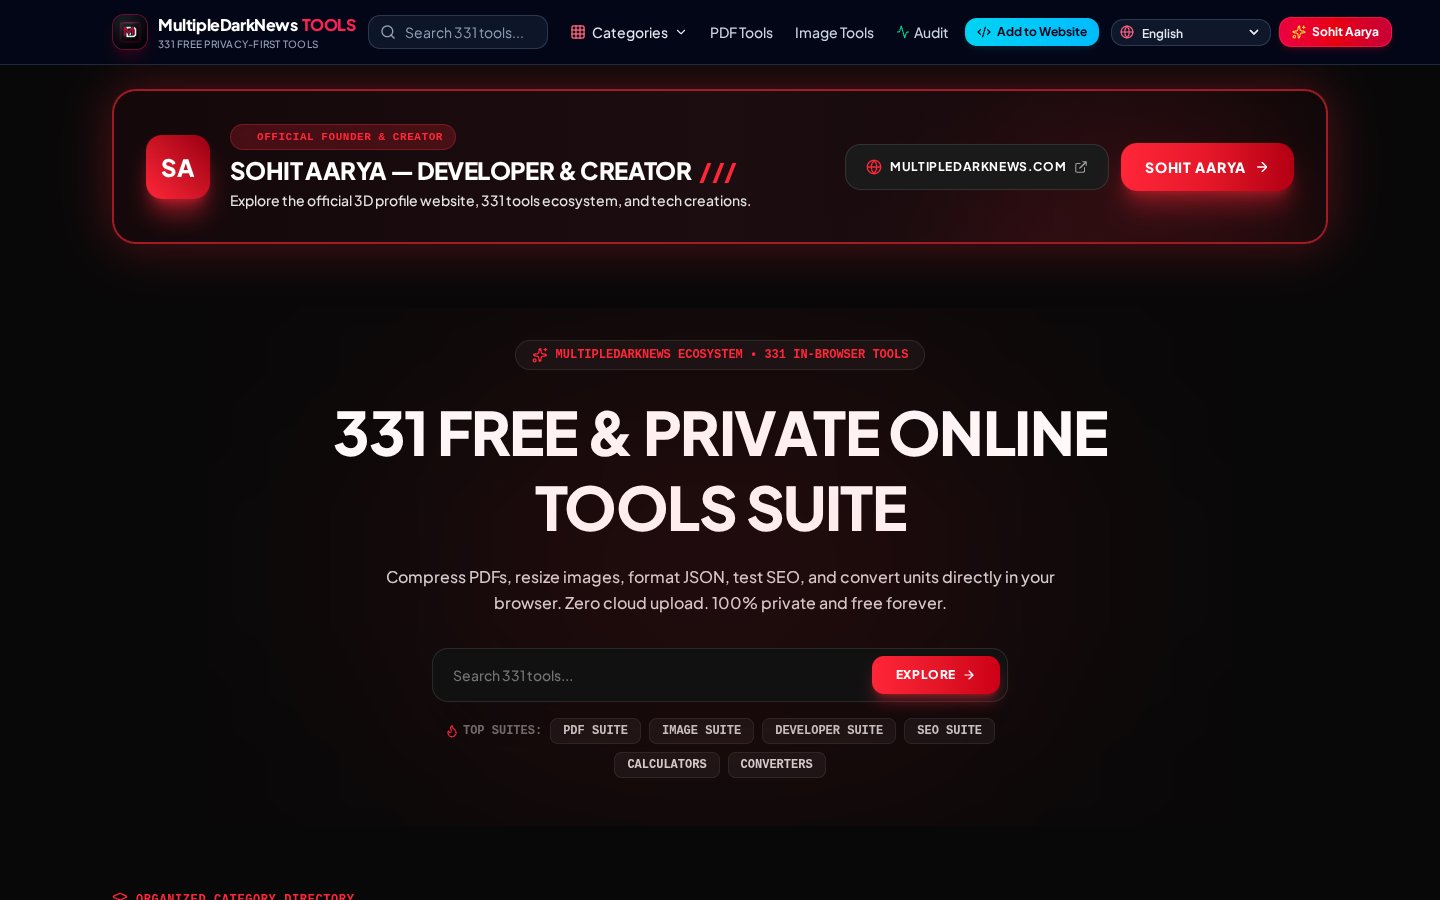 MultipleDarkNews TOOLS
331 FREE PRIVACY-FIRST TOOLS
Search 331 tools...
Categories
PDF Tools
Image Tools
Audit
Add to Website
English
Sohit Aarya
SA
OFFICIAL FOUNDER & CREATOR
SOHIT AARYA — DEVELOPER & CREATOR ///
Explore the official 3D profile website, 331 tools ecosystem, and tech creations.
MULTIPLEDARKNEWS.COM
SOHIT AARYA
MULTIPLEDARKNEWS ECOSYSTEM • 331 IN-BROWSER TOOLS
331 FREE & PRIVATE ONLINE
TOOLS SUITE
Compress PDFs, resize images, format JSON, test SEO, and convert units directly in your
browser. Zero cloud upload. 100% private and free forever.
Search 331 tools...
EXPLORE
TOP SUITES:
PDF SUITE
IMAGE SUITE
DEVELOPER SUITE
SEO SUITE
CALCULATORS
CONVERTERS
ORGANIZED CATEGORY DIRECTORY